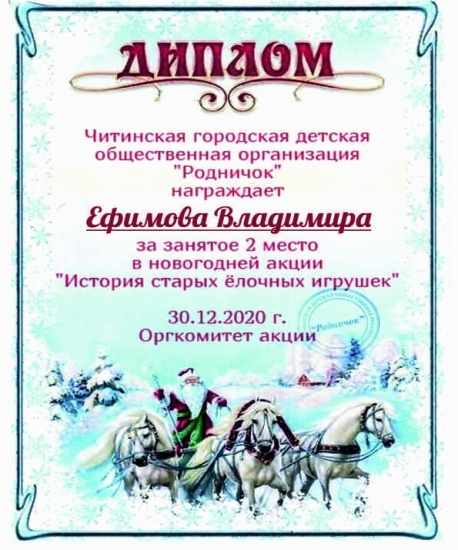 ДИПЛОМ
Читинская городская детская
общественная организация
"Родничок"
награждает
Ефимова Владимира
за занятое 2 место
в новогодней акции
"История старых ёлочных игрушек"
30.12.2020 г.
Оргкомитет акции
"Родничок"